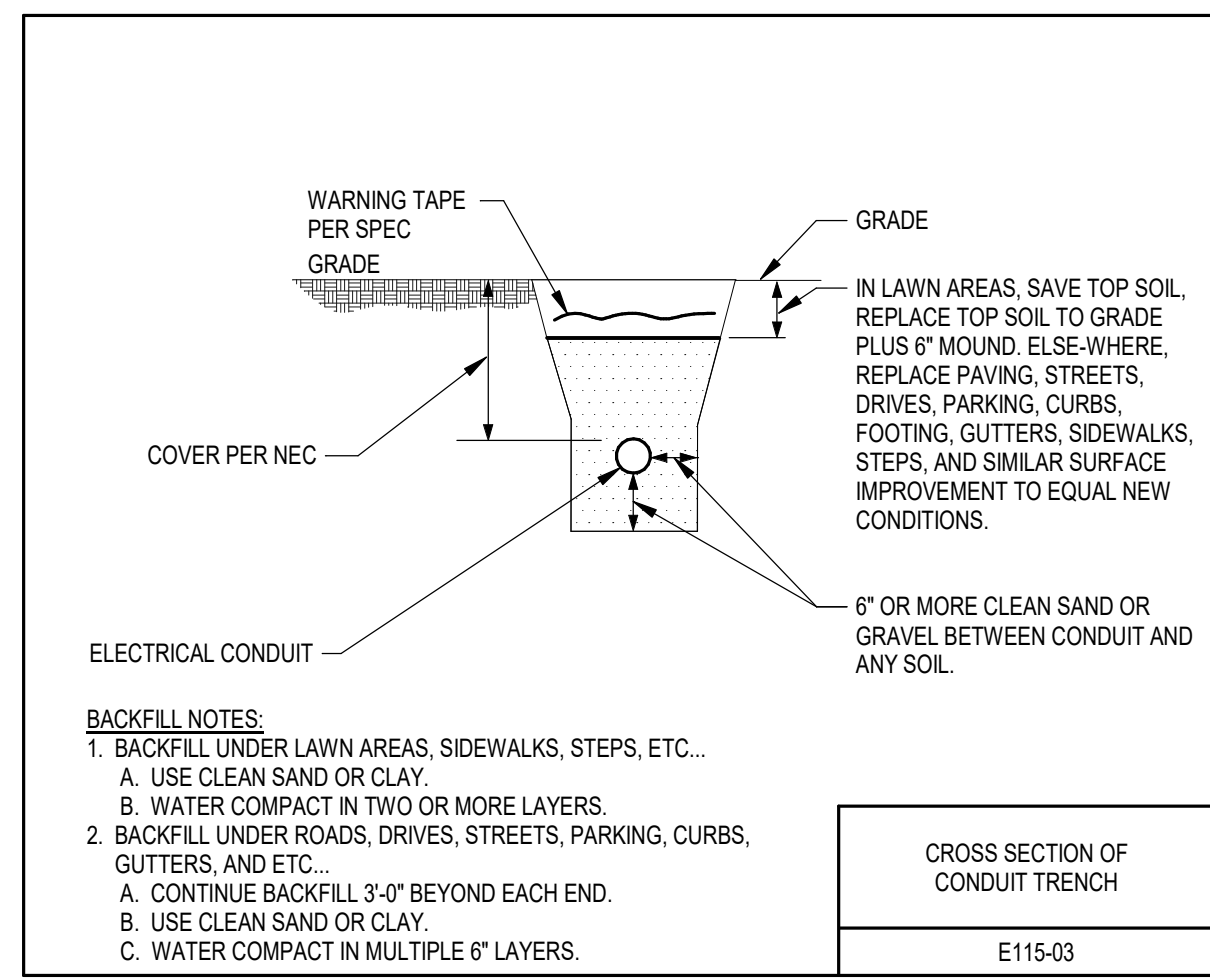 WARNING TAPE
PER SPEC
GRADE
GRADE
IN LAWN AREAS, SAVE TOP SOIL,
REPLACE TOP SOIL TO GRADE
PLUS 6" MOUND. ELSE-WHERE,
REPLACE PAVING, STREETS,
DRIVES, PARKING, CURBS,
FOOTING, GUTTERS, SIDEWALKS,
STEPS, AND SIMILAR SURFACE
IMPROVEMENT TO EQUAL NEW
CONDITIONS.
COVER PER NEC
6" OR MORE CLEAN SAND OR
GRAVEL BETWEEN CONDUIT AND
ANY SOIL.
ELECTRICAL CONDUIT
BACKFILL NOTES:
1. BACKFILL UNDER LAWN AREAS, SIDEWALKS, STEPS, ETC...
A. USE CLEAN SAND OR CLAY.
B. WATER COMPACT IN TWO OR MORE LAYERS.
2. BACKFILL UNDER ROADS, DRIVES, STREETS, PARKING, CURBS,
GUTTERS, AND ETC...
A. CONTINUE BACKFILL 3'-0" BEYOND EACH END.
B. USE CLEAN SAND OR CLAY.
C. WATER COMPACT IN MULTIPLE 6" LAYERS.
CROSS SECTION OF
CONDUIT TRENCH
E115-03